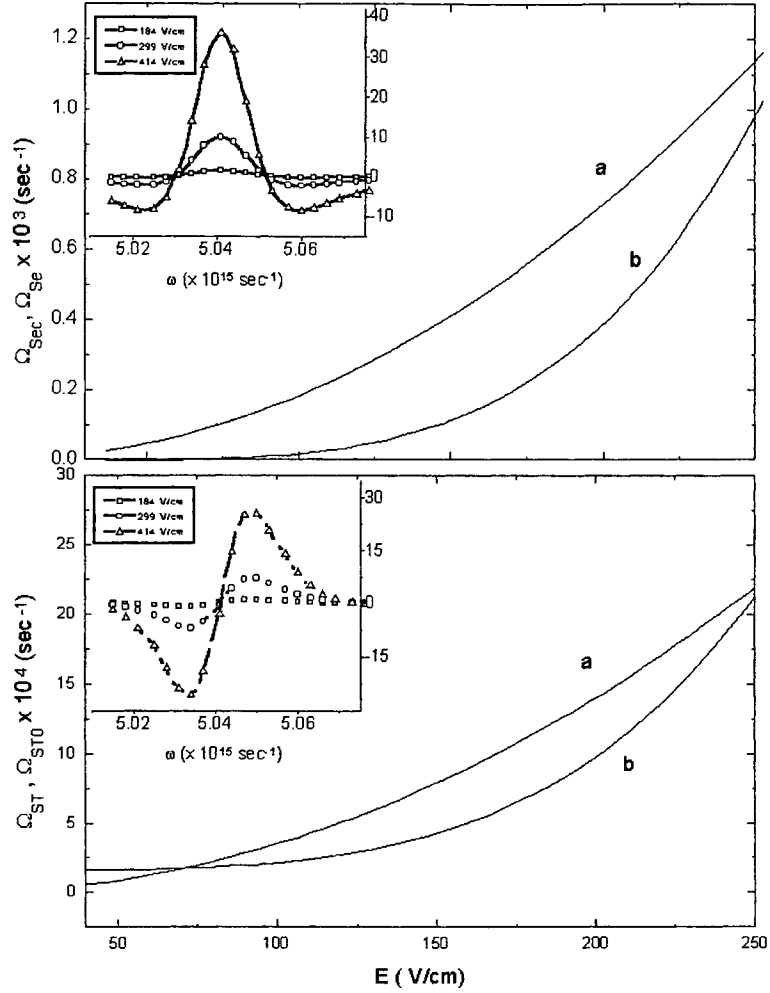 Ω_Sec, Ω_Se x 10³ (sec⁻¹)
1.2
1.0
0.8
0.6
0.4
0.2
0.0
184 V/cm
299 V/cm
414 V/cm
40
30
20
10
0
-10
5.02 5.04 5.06
ω (x 10¹⁵ sec⁻¹)
a
b
Ω_ST, Ω_ST0 x 10⁴ (sec⁻¹)
30
25
20
15
10
5
0
184 V/cm
299 V/cm
414 V/cm
30
15
0
-15
5.02 5.04 5.06
ω (x 10¹⁵ sec⁻¹)
a
b
50 100 150 200 250
E ( V/cm)